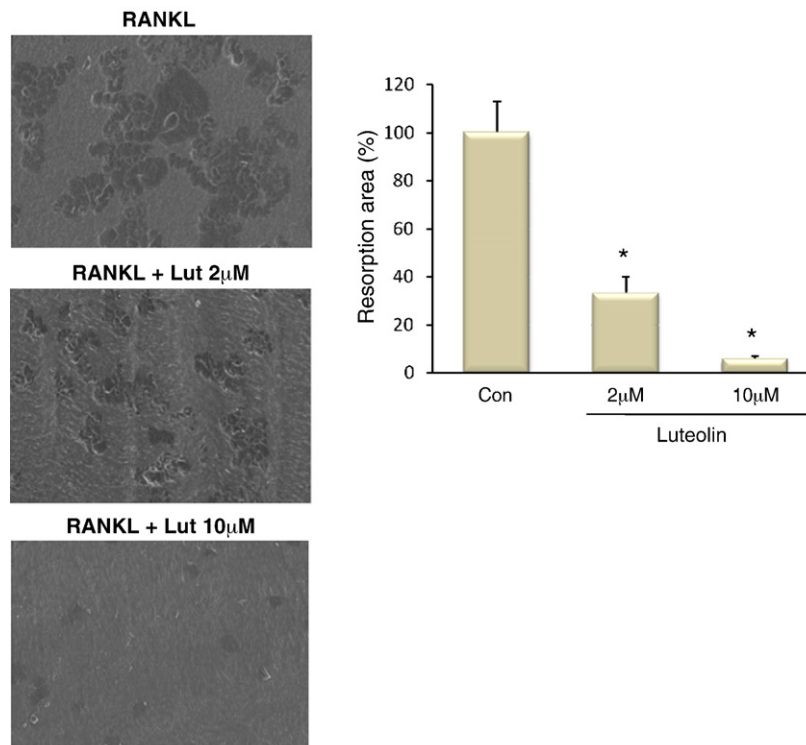 RANKL
RANKL + Lut 2μM
RANKL + Lut 10μM
Resorption area (%)
120
100
80
60
40
20
0
*
*
Con
2μM
10μM
Luteolin